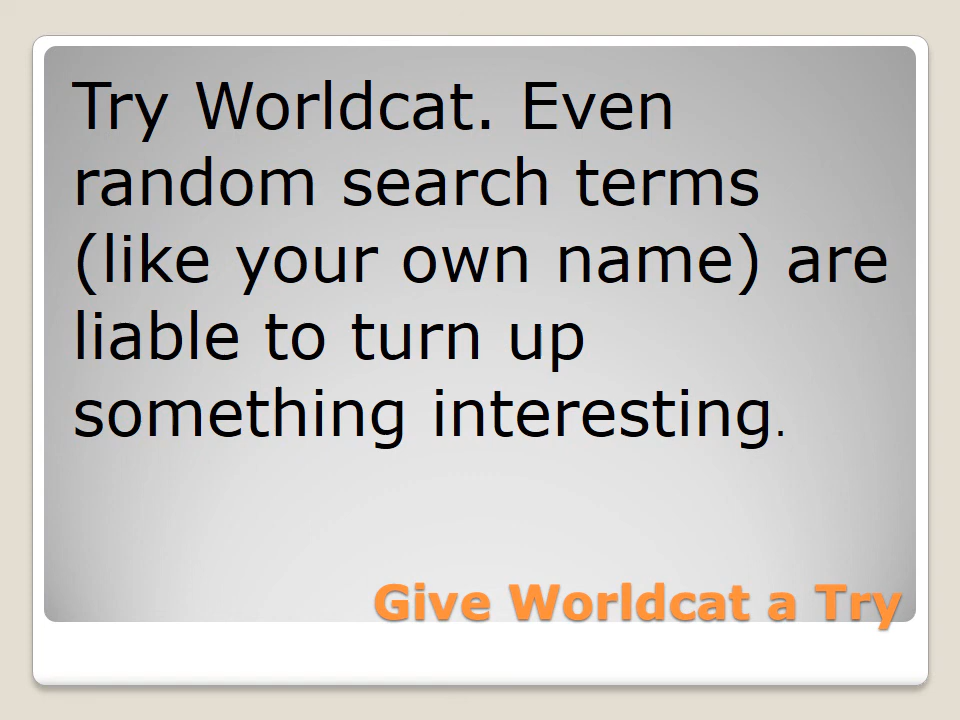 Try Worldcat. Even
random search terms
(like your own name) are
liable to turn up
something interesting.
Give Worldcat a Try